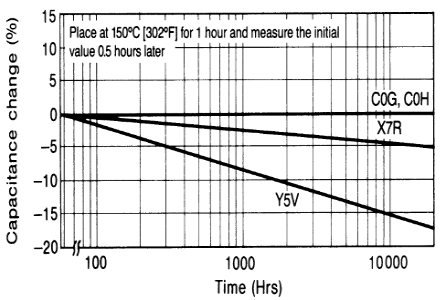 15
Place at 150ºC [302ºF] for 1 hour and measure the initial
value 0.5 hours later
10
5
C0G, C0H
0
X7R
−5
−10
Y5V
−15
−20
100 1000 10000
Time (Hrs)
Capacitance change (%)